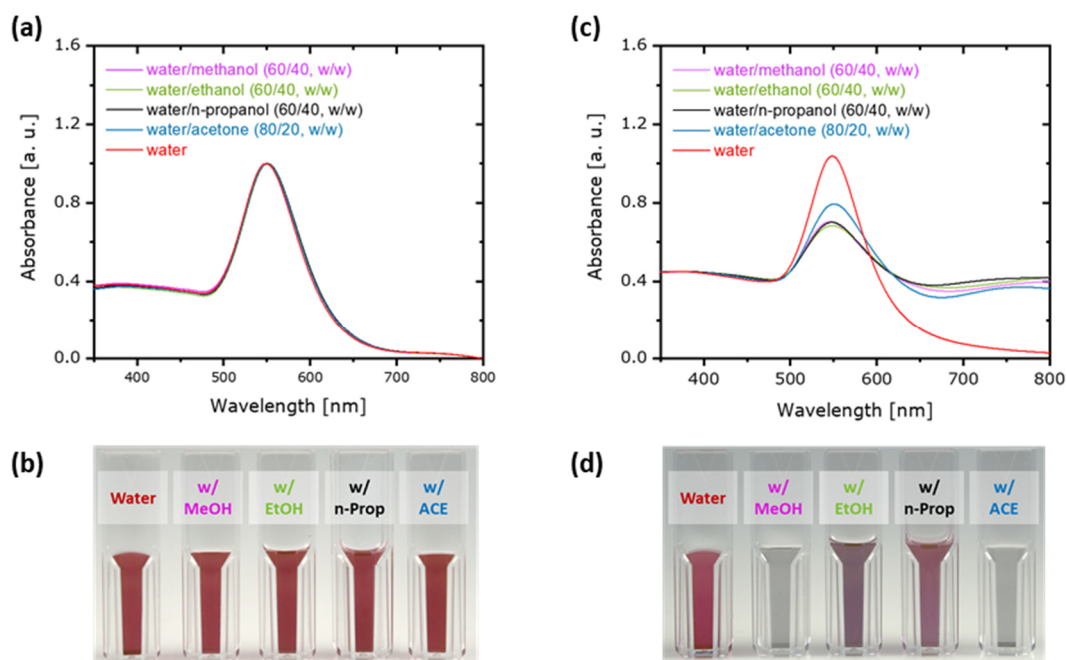 (a)
1.6
1.2
0.8
0.4
0.0
Absorbance [a. u.]
water/methanol (60/40, w/w)
water/ethanol (60/40, w/w)
water/n-propanol (60/40, w/w)
water/acetone (80/20, w/w)
water
400 500 600 700 800
Wavelength [nm]
(c)
1.6
1.2
0.8
0.4
0.0
Absorbance [a. u.]
water/methanol (60/40, w/w)
water/ethanol (60/40, w/w)
water/n-propanol (60/40, w/w)
water/acetone (80/20, w/w)
water
400 500 600 700 800
Wavelength [nm]
(b)
Water
w/
MeOH
w/
EtOH
w/
n-Prop
w/
ACE
(d)
Water
w/
MeOH
w/
EtOH
w/
n-Prop
w/
ACE